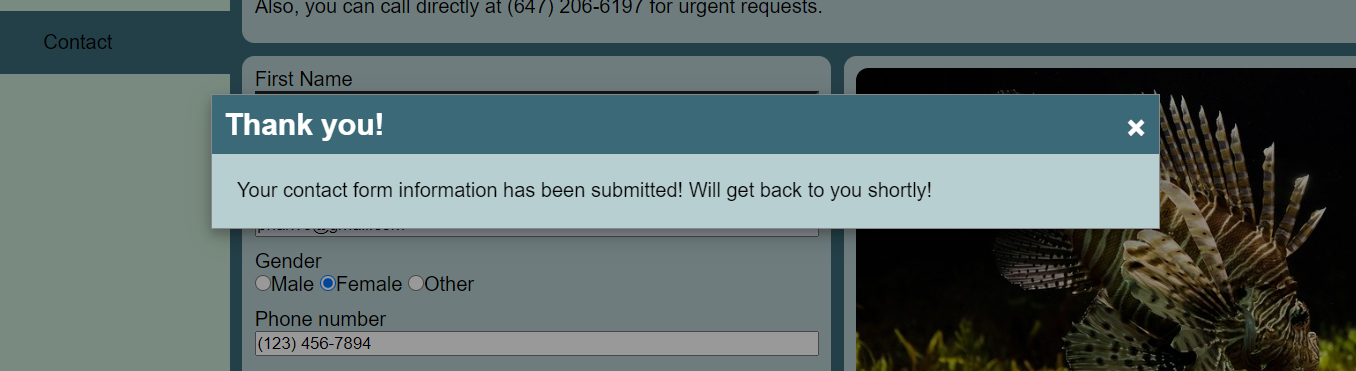 Also, you can call directly at (647) 206-6197 for urgent requests.
Contact
First Name
Thank you!
×
Your contact form information has been submitted! Will get back to you shortly!
Gender
Male Female Other
Phone number
(123) 456-7894